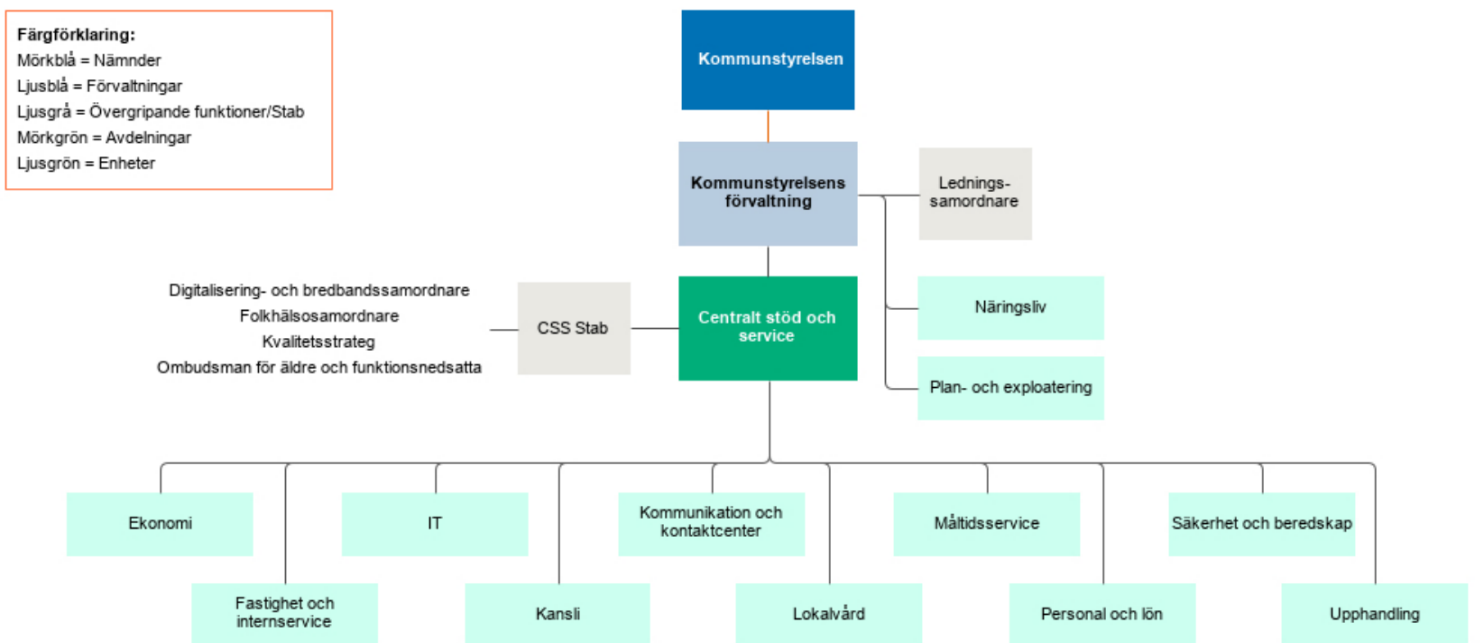 Färgförklaring:
Mörkblå = Nämnder
Ljusblå = Förvaltningar
Ljusgrå = Övergripande funktioner/Stab
Mörkgrön = Avdelningar
Ljusgrön = Enheter
Kommunstyrelsen
Kommunstyrelsens
förvaltning
Lednings-
samordnare
Digitalisering- och bredbandssamordnare
Folkhälsosamordnare
Kvalitetsstrateg
Ombudsman för äldre och funktionsnedsatta
CSS Stab
Centralt stöd och
service
Näringsliv
Plan- och exploatering
Ekonomi
IT
Kommunikation och
kontaktcenter
Måltidsservice
Säkerhet och beredskap
Fastighet och
internservice
Kansli
Lokalvård
Personal och lön
Upphandling